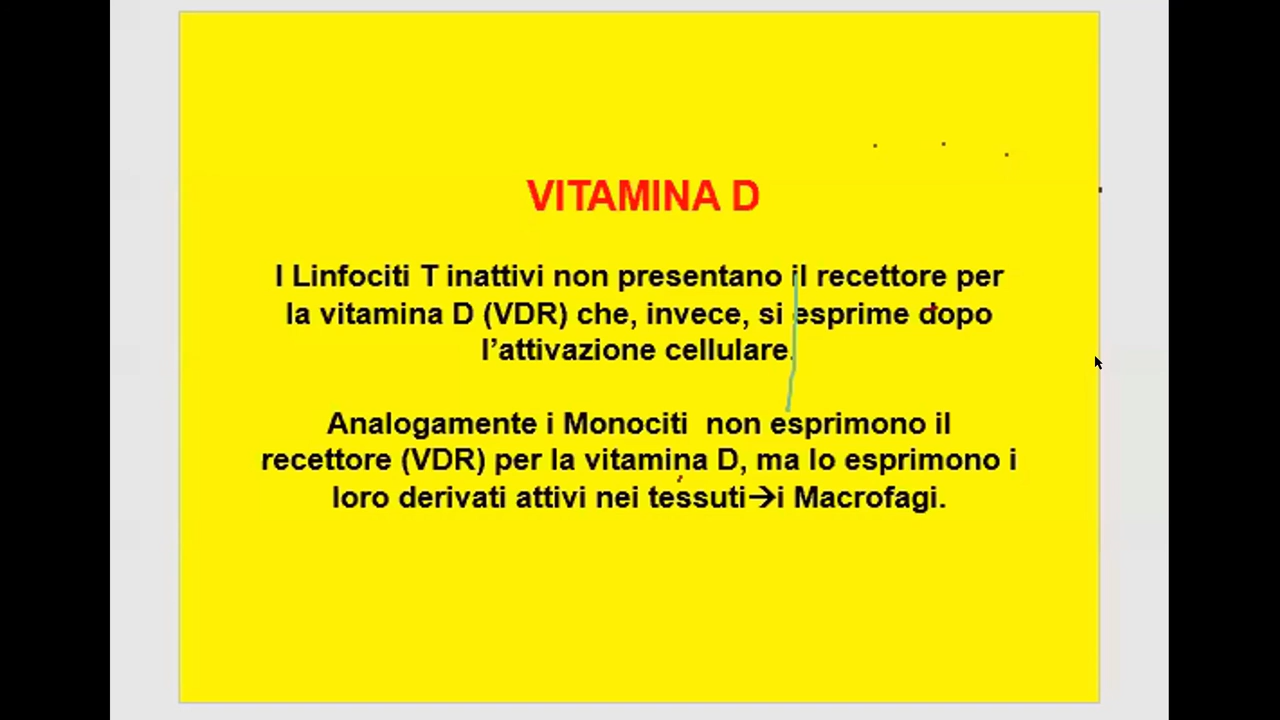 VITAMINA D
I Linfociti T inattivi non presentano il recettore per
la vitamina D (VDR) che, invece, si esprime dopo
l’attivazione cellulare.
Analogamente i Monociti non esprimono il
recettore (VDR) per la vitamina D, ma lo esprimono i
loro derivati attivi nei tessuti→i Macrofagi.